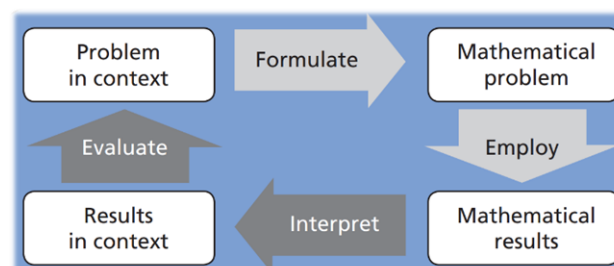 Problem
in context
Formulate
Mathematical
problem
Evaluate
Employ
Results
in context
Interpret
Mathematical
results